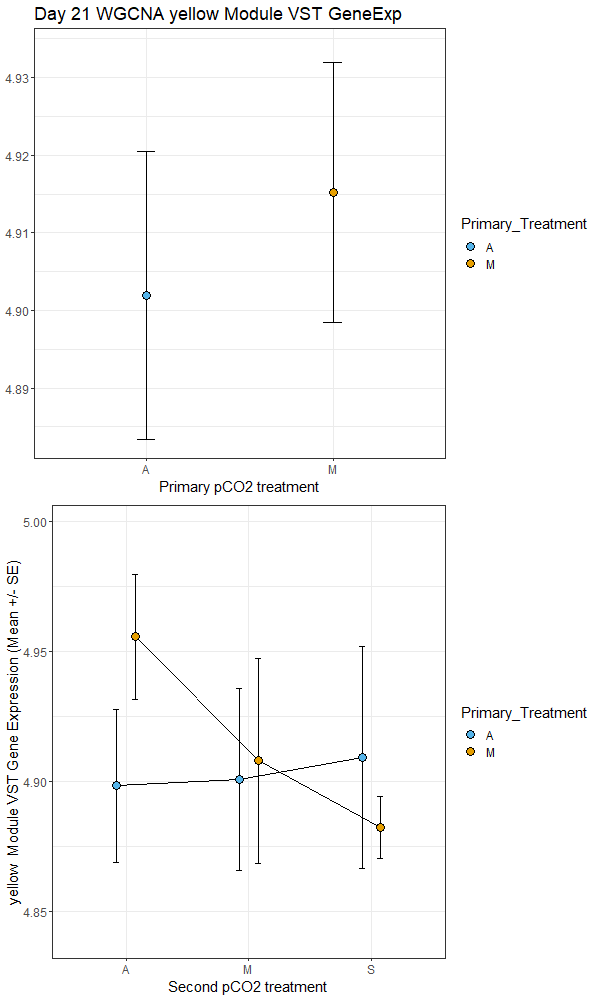 Day 21 WGCNA yellow Module VST GeneExp
4.93
4.92
4.91
4.90
4.89
A
M
Primary pCO2 treatment
Primary_Treatment
A
M
yellow  Module VST Gene Expression (Mean +/- SE)
5.00
4.95
4.90
4.85
A
M
S
Second pCO2 treatment
Primary_Treatment
A
M